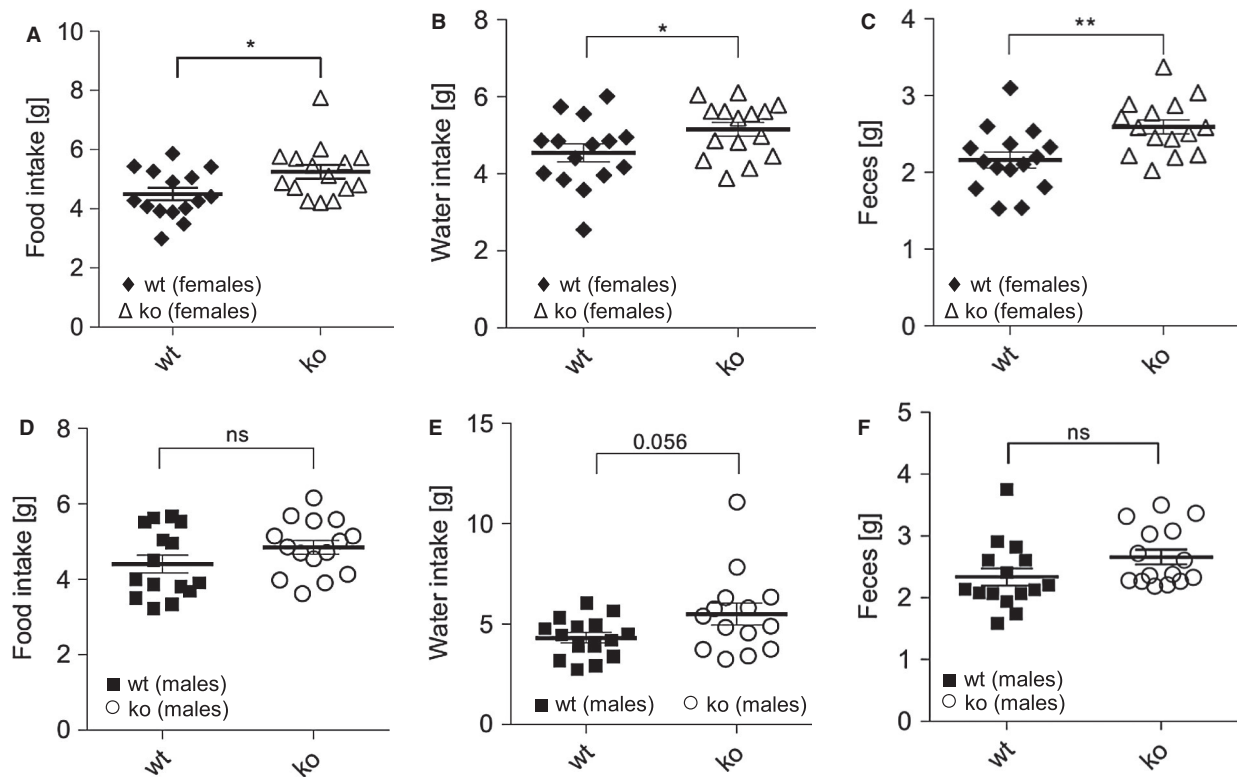 A
Food intake [g]
10
8
6
4
2
0
*
wt (females)
ko (females)
wt
ko
B
Water intake [g]
8
6
4
2
0
*
wt (females)
ko (females)
wt
ko
C
Feces [g]
4
3
2
1
0
**
wt (females)
ko (females)
wt
ko
D
Food intake [g]
8
6
4
2
0
ns
wt (males)
ko (males)
wt
ko
E
Water intake [g]
15
10
5
0
0.056
wt (males) ko (males)
wt
ko
F
Feces [g]
5
4
3
2
1
0
ns
wt (males)
ko (males)
wt
ko